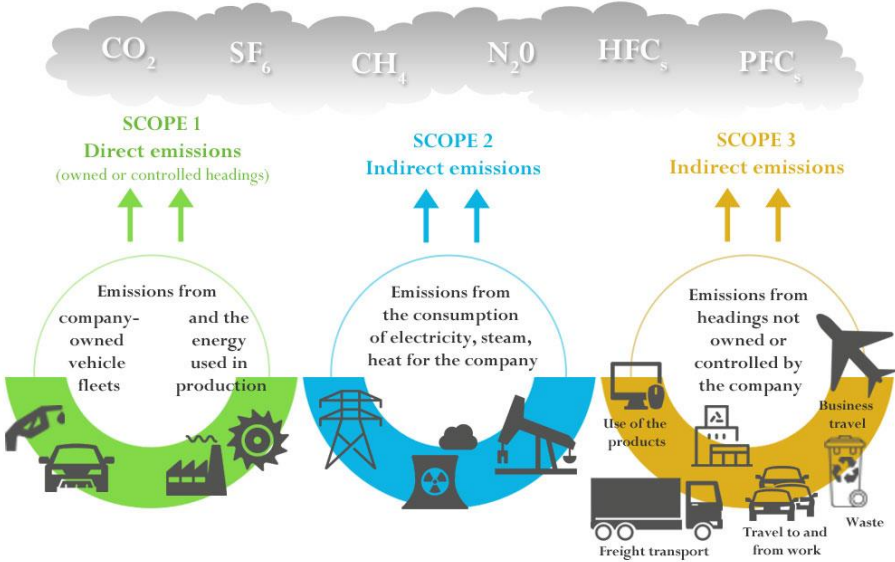 CO₂
SF₆
CH₄
N₂0
HFCₛ
PFCₛ
SCOPE 1
Direct emissions
(owned or controlled headings)
Emissions from
company-
owned
vehicle
fleets
and the
energy
used in
production
SCOPE 2
Indirect emissions
Emissions from
the consumption
of electricity, steam,
heat for the company
SCOPE 3
Indirect emissions
Emissions from
headings not
owned or
controlled by
the company
Use of the
products
Business
travel
Freight transport
Travel to and
from work
Waste